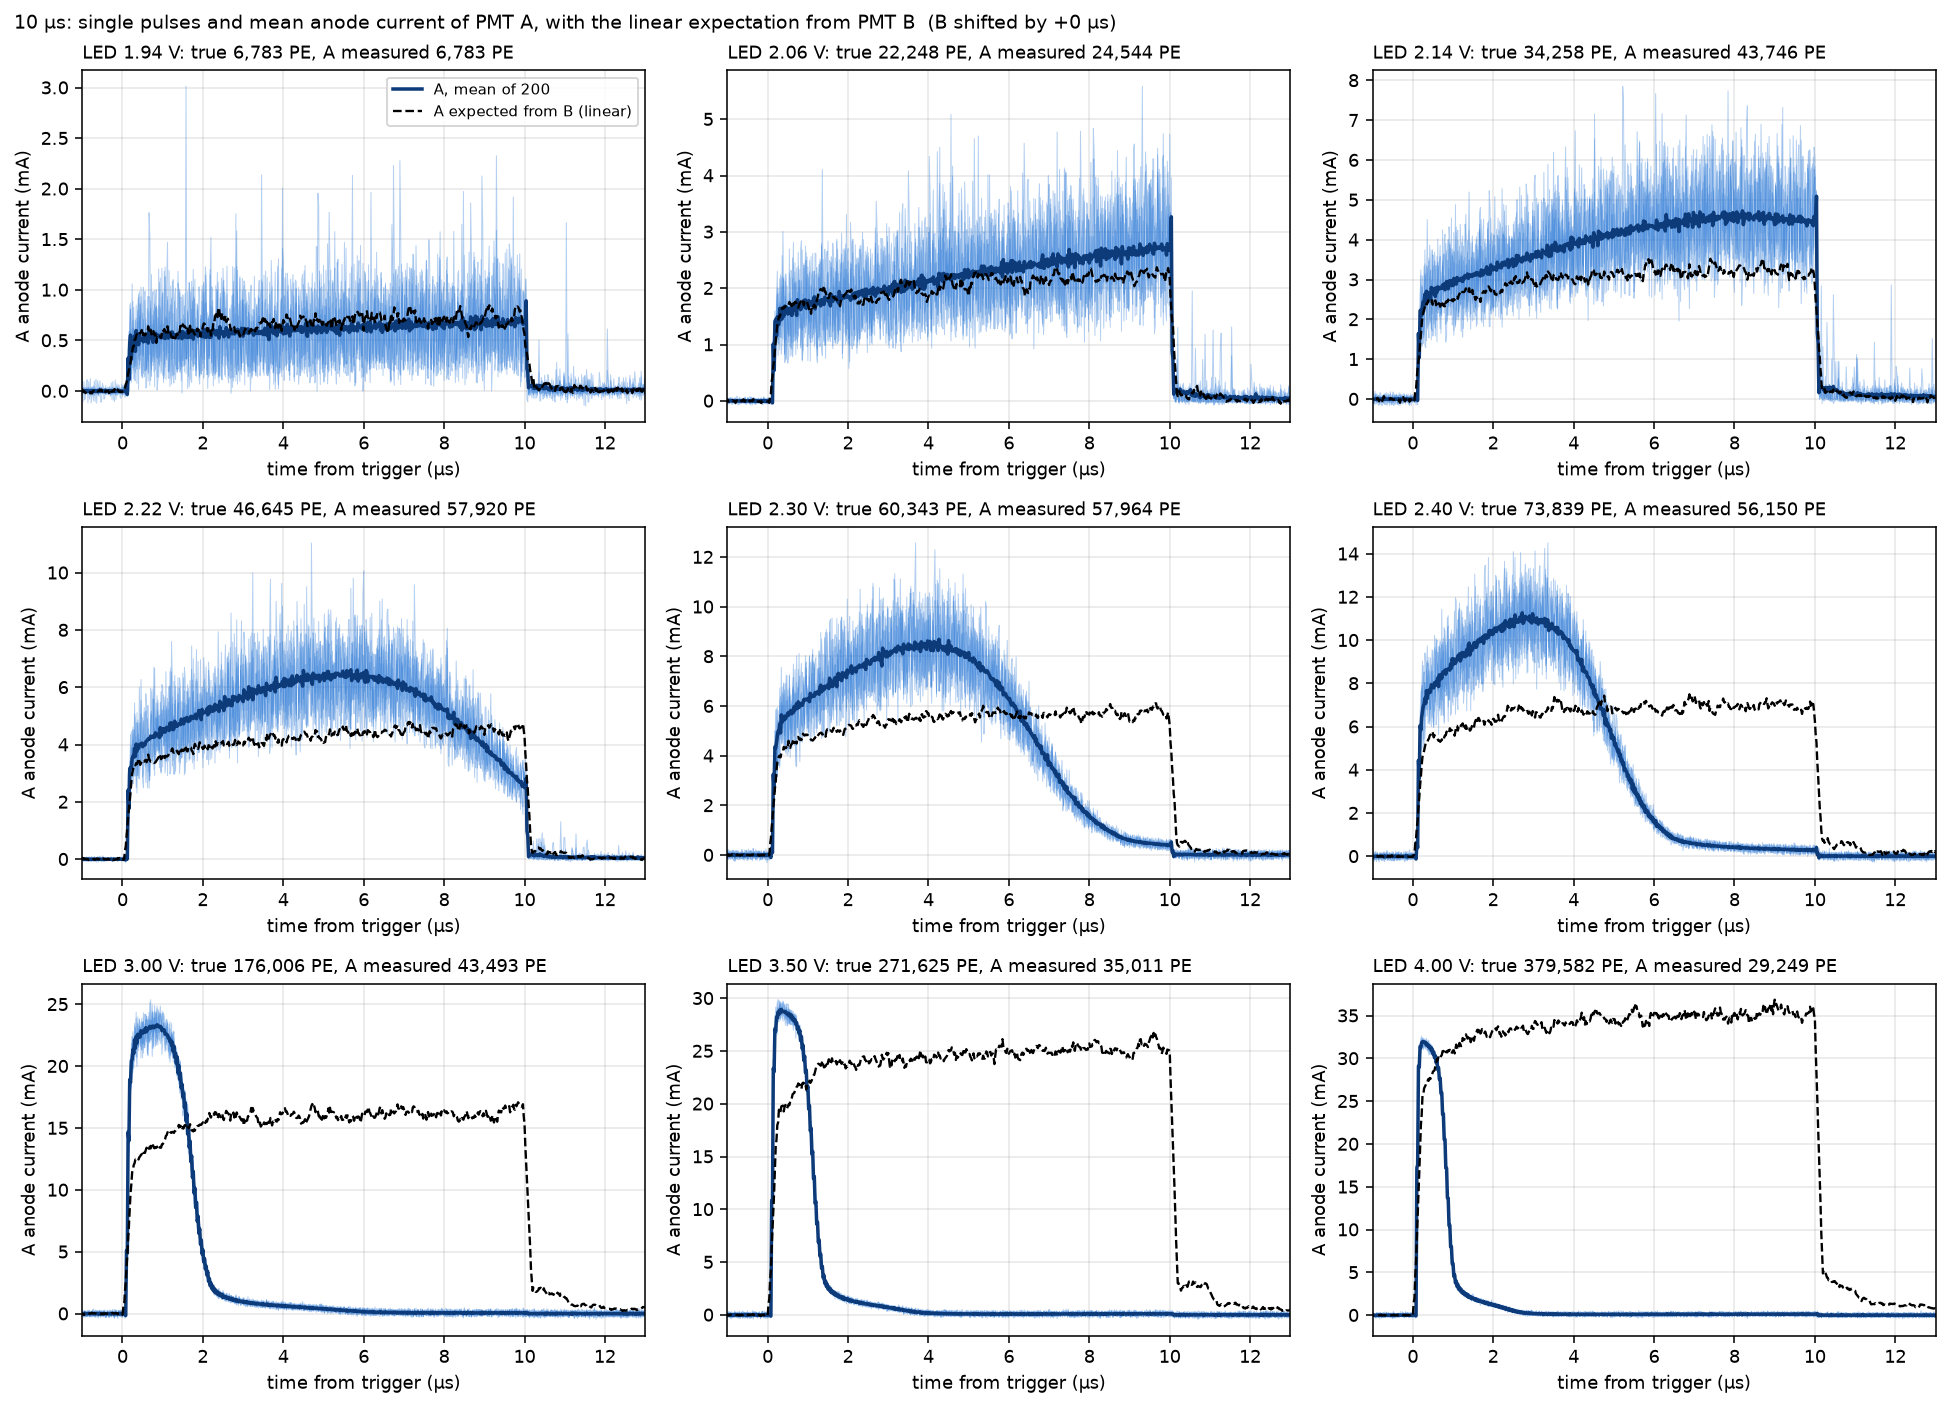 10 µs: single pulses and mean anode current of PMT A, with the linear expectation from PMT B  (B shifted by +0 µs)
LED 1.94 V: true 6,783 PE, A measured 6,783 PE
A, mean of 200
A expected from B (linear)
A anode current (mA)
3.0
2.5
2.0
1.5
1.0
0.5
0.0
0 2 4 6 8 10 12
time from trigger (µs)
LED 2.06 V: true 22,248 PE, A measured 24,544 PE
A anode current (mA)
5
4
3
2
1
0
0 2 4 6 8 10 12
time from trigger (µs)
LED 2.14 V: true 34,258 PE, A measured 43,746 PE
A anode current (mA)
8
7
6
5
4
3
2
1
0
0 2 4 6 8 10 12
time from trigger (µs)
LED 2.22 V: true 46,645 PE, A measured 57,920 PE
A anode current (mA)
10
8
6
4
2
0
0 2 4 6 8 10 12
time from trigger (µs)
LED 2.30 V: true 60,343 PE, A measured 57,964 PE
A anode current (mA)
12
10
8
6
4
2
0
0 2 4 6 8 10 12
time from trigger (µs)
LED 2.40 V: true 73,839 PE, A measured 56,150 PE
A anode current (mA)
14
12
10
8
6
4
2
0
0 2 4 6 8 10 12
time from trigger (µs)
LED 3.00 V: true 176,006 PE, A measured 43,493 PE
A anode current (mA)
25
20
15
10
5
0
0 2 4 6 8 10 12
time from trigger (µs)
LED 3.50 V: true 271,625 PE, A measured 35,011 PE
A anode current (mA)
30
25
20
15
10
5
0
0 2 4 6 8 10 12
time from trigger (µs)
LED 4.00 V: true 379,582 PE, A measured 29,249 PE
A anode current (mA)
35
30
25
20
15
10
5
0
0 2 4 6 8 10 12
time from trigger (µs)